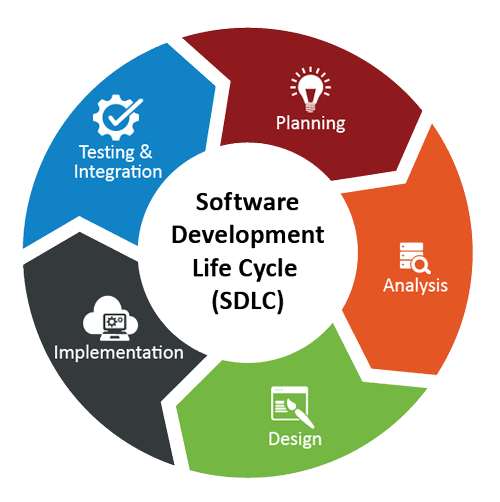 Software
Development
Life Cycle
(SDLC)
Planning
Analysis
Design
Implementation
Testing &
Integration